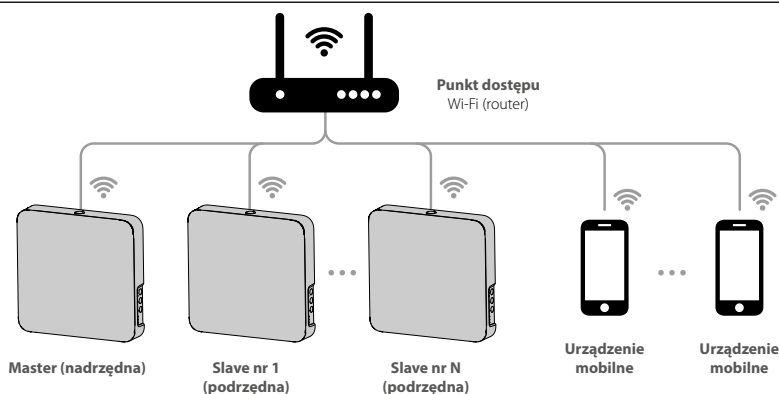 Punkt dostępu
Wi-Fi (router)
Master (nadrzędna)
Slave nr 1
(podrzędna)
Slave nr N
(podrzędna)
Urządzenie
mobilne
Urządzenie
mobilne